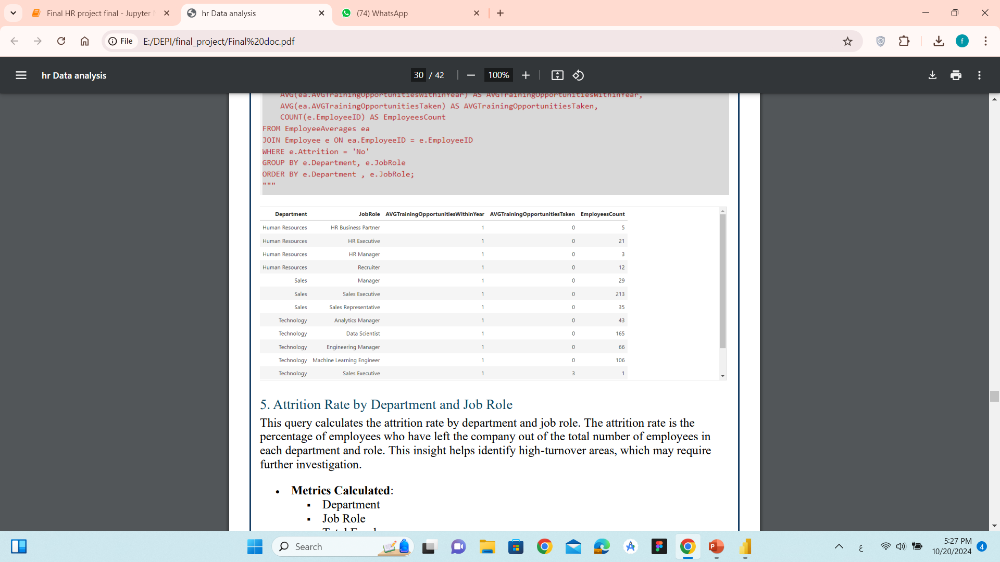 Final HR project final - Jupyter N
hr Data analysis
(74) WhatsApp
File
E:/DEPI/final_project/Final%20doc.pdf
f
hr Data analysis
30 / 42
100%
AVG(ea.AVGTrainingOpportunitiesWithinYear) AS AVGTrainingOpportunitiesWithinYear,
AVG(ea.AVGTrainingOpportunitiesTaken) AS AVGTrainingOpportunitiesTaken,
COUNT(e.EmployeeID) AS EmployeesCount
FROM EmployeeAverages ea
JOIN Employee e ON ea.EmployeeID = e.EmployeeID
WHERE e.Attrition = 'No'
GROUP BY e.Department, e.JobRole
ORDER BY e.Department , e.JobRole;
"""
Department JobRole AVGTrainingOpportunitiesWithinYear AVGTrainingOpportunitiesTaken EmployeesCount
Human Resources HR Business Partner 1 0 5
Human Resources HR Executive 1 0 21
Human Resources HR Manager 1 0 3
Human Resources Recruiter 1 0 12
Sales Manager 1 0 29
Sales Sales Executive 1 0 213
Sales Sales Representative 1 0 35
Technology Analytics Manager 1 0 43
Technology Data Scientist 1 0 165
Technology Engineering Manager 1 0 66
Technology Machine Learning Engineer 1 0 106
Technology Sales Executive 1 3 1
5. Attrition Rate by Department and Job Role
This query calculates the attrition rate by department and job role. The attrition rate is the
percentage of employees who have left the company out of the total number of employees in
each department and role. This insight helps identify high-turnover areas, which may require
further investigation.
• Metrics Calculated:
▪ Department
▪ Job Role
Search
ع
5:27 PM
10/20/2024
4